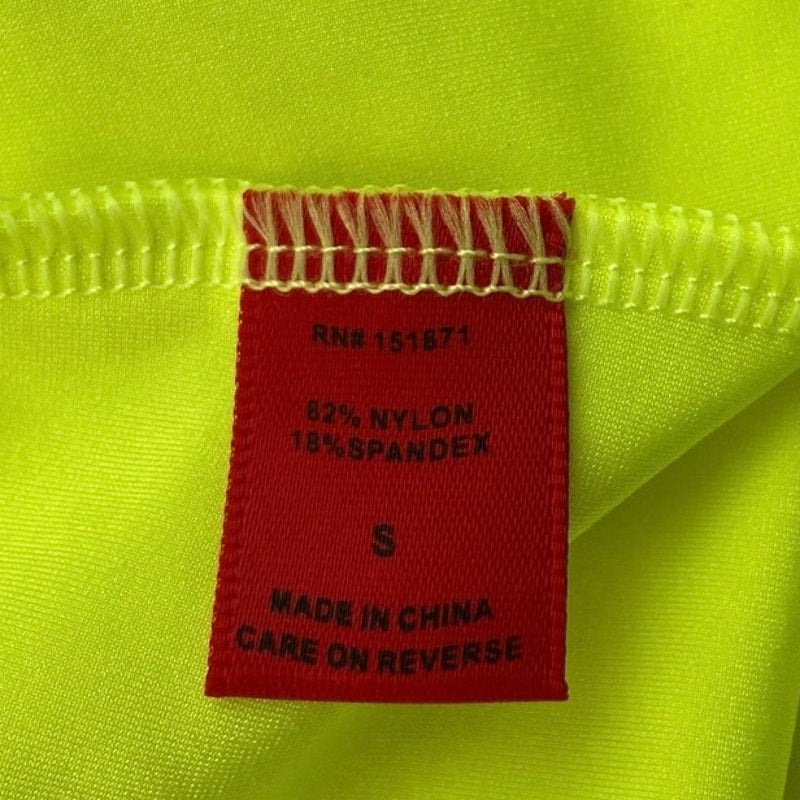 RN# 151871
82% NYLON
18%SPANDEX
S
MADE IN CHINA
CARE ON REVERSE